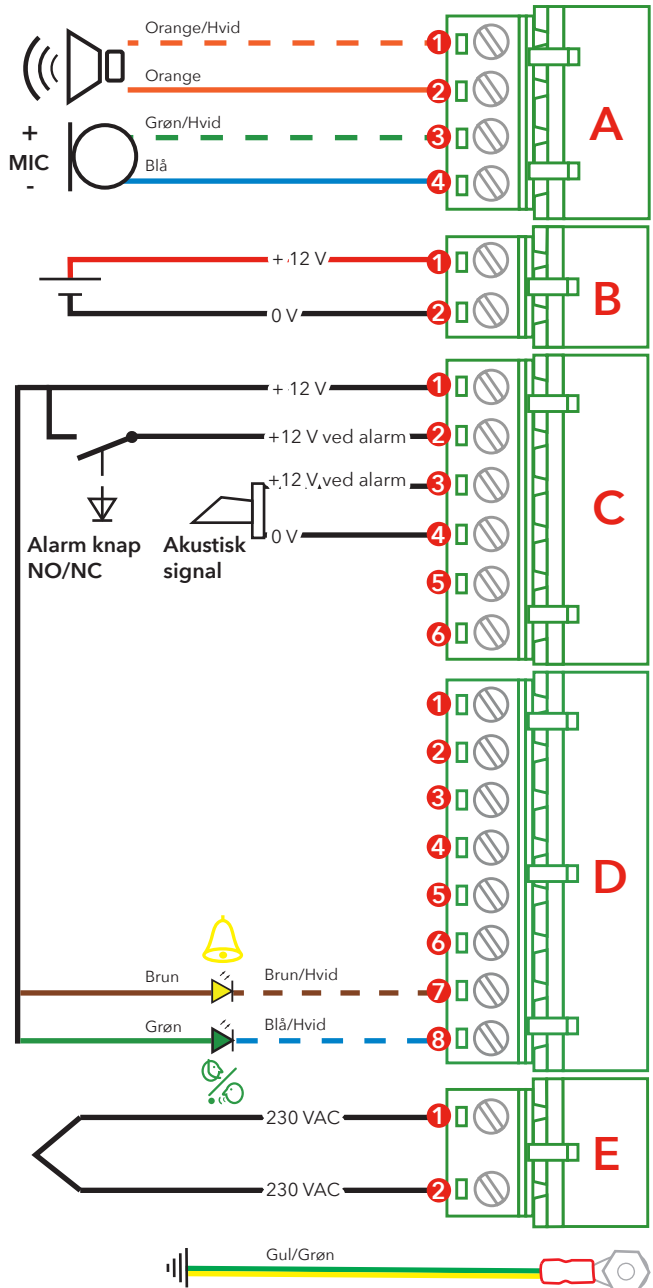 Orange/Hvid
1
Orange
2
Grøn/Hvid
3
+
MIC
-
Blå
4
A
+ 12 V
1
0 V
2
B
+ 12 V
1
+12 V ved alarm
2
+12 V ved alarm
3
0 V
4
Alarm knap
NO/NC
Akustisk
signal
5
6
C
1
2
3
4
5
6
D
Brun
Brun/Hvid
7
Grøn
Blå/Hvid
8
230 VAC
1
230 VAC
2
E
Gul/Grøn